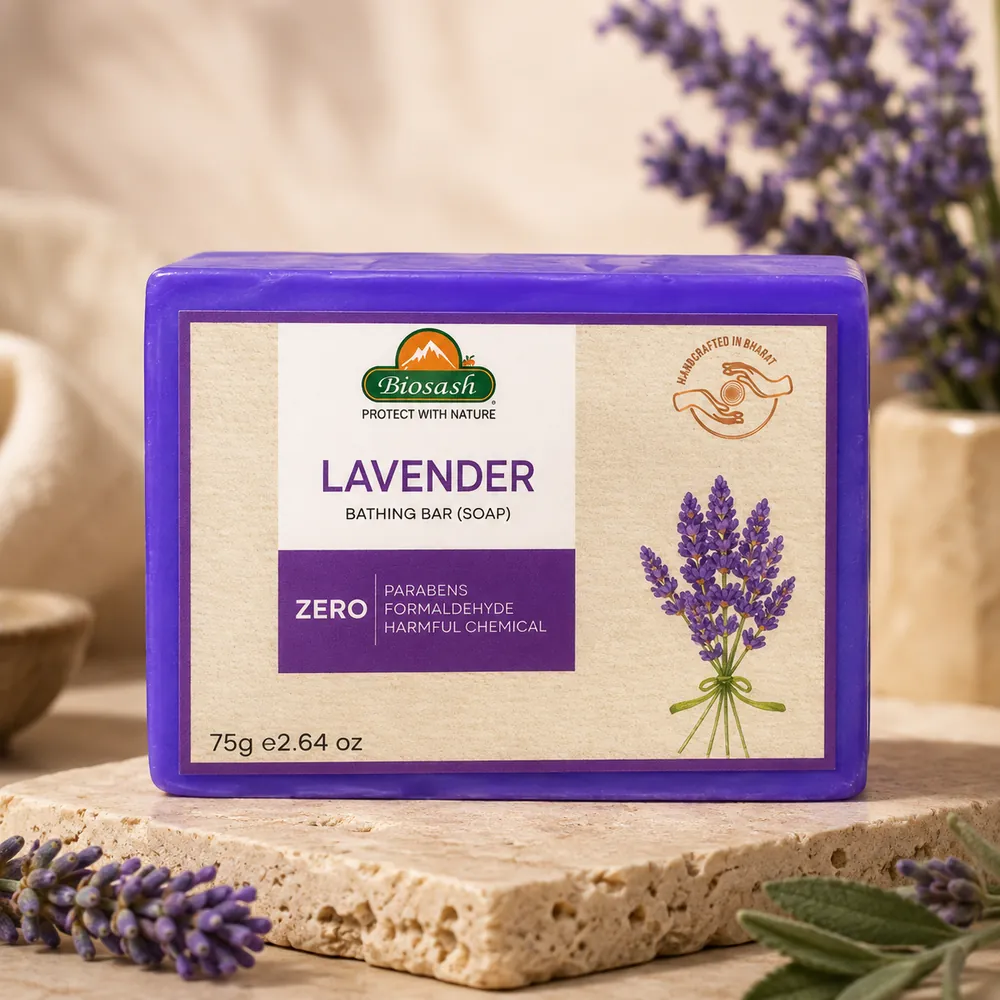 Biosash
PROTECT WITH NATURE
HANDCRAFTED IN BHARAT
LAVENDER
BATHING BAR (SOAP)
ZERO
PARABENS
FORMALDEHYDE
HARMFUL CHEMICAL
75g e2.64 oz